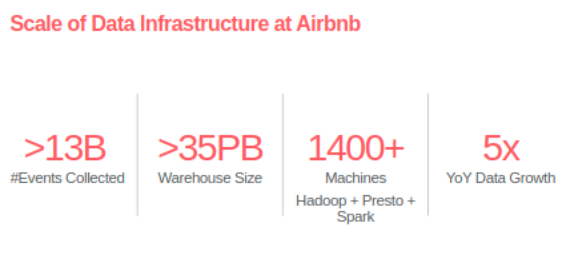 Scale of Data Infrastructure at Airbnb
>13B
#Events Collected
>35PB
Warehouse Size
1400+
Machines
Hadoop + Presto +
Spark
5x
YoY Data Growth